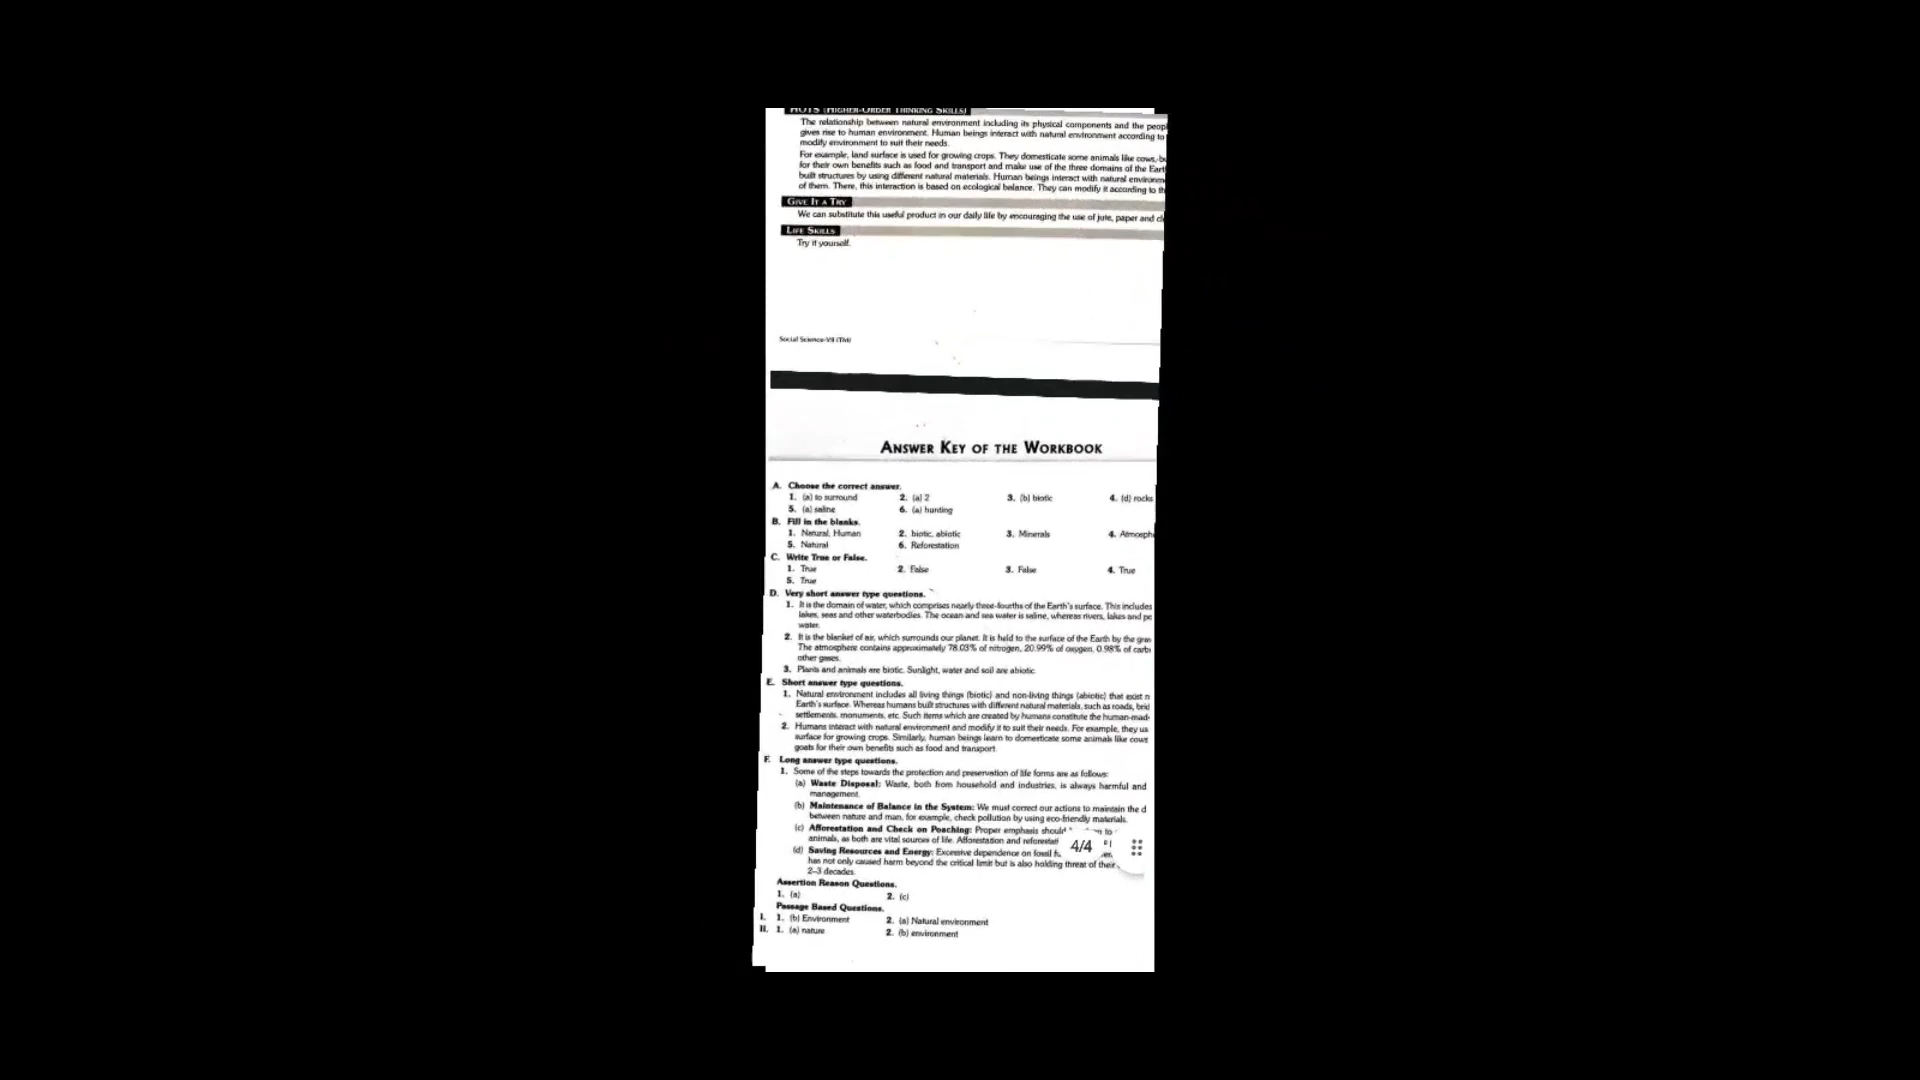 HOTS (HIGHER-ORDER THINKING SKILLS)
The relationship between natural environment including its physical components and the peopl
gives rise to human environment. Human beings interact with natural environment according to
modify environment to suit their needs.
For example, land surface is used for growing crops. They domesticate some animals like cows, bu
for their own benefits such as food and transport and make use of the three domains of the Eart
built structures by using different natural materials. Human beings interact with natural environm
of them. There, this interaction is based on ecological balance. They can modify it according to th
GIVE IT A TRY
We can substitute this useful product in our daily life by encouraging the use of jute, paper and cl
LIFE SKILLS
Try it yourself.
Social Science-VII (TM)
ANSWER KEY OF THE WORKBOOK
A. Choose the correct answer.
1. (a) to surround 2. (a) 2 3. (b) biotic 4. (d) rocks
5. (a) saline 6. (a) hunting
B. Fill in the blanks.
1. Natural, Human 2. biotic, abiotic 3. Minerals 4. Atmosph
5. Natural 6. Reforestation
C. Write True or False.
1. True 2. False 3. False 4. True
5. True
D. Very short answer type questions.
1. It is the domain of water, which comprises nearly three-fourths of the Earth's surface. This includes
lakes, seas and other waterbodies. The ocean and sea water is saline, whereas rivers, lakes and po
water.
2. It is the blanket of air, which surrounds our planet. It is held to the surface of the Earth by the grav
The atmosphere contains approximately 78.03% of nitrogen, 20.99% of oxygen, 0.98% of carb
other gases.
3. Plants and animals are biotic. Sunlight, water and soil are abiotic.
E. Short answer type questions.
1. Natural environment includes all living things (biotic) and non-living things (abiotic) that exist n
Earth's surface. Whereas humans built structures with different natural materials, such as roads, brid
settlements, monuments, etc. Such items which are created by humans constitute the human-mad
2. Humans interact with natural environment and modify it to suit their needs. For example, they us
surface for growing crops. Similarly, human beings learn to domesticate some animals like cows
goats for their own benefits such as food and transport.
F. Long answer type questions.
1. Some of the steps towards the protection and preservation of life forms are as follows:
(a) Waste Disposal: Waste, both from household and industries, is always harmful and
management.
(b) Maintenance of Balance in the System: We must correct our actions to maintain the d
between nature and man, for example, check pollution by using eco-friendly materials.
(c) Afforestation and Check on Poaching: Proper emphasis should to
animals, as both are vital sources of life. Afforestation and reforestati
4/4
(d) Saving Resources and Energy: Excessive dependence on fossil fu
has not only caused harm beyond the critical limit but is also holding threat of their
2–3 decades.
Assertion Reason Questions.
1. (a) 2. (c)
Passage Based Questions.
I. 1. (b) Environment 2. (a) Natural environment
II. 1. (a) nature 2. (b) environment